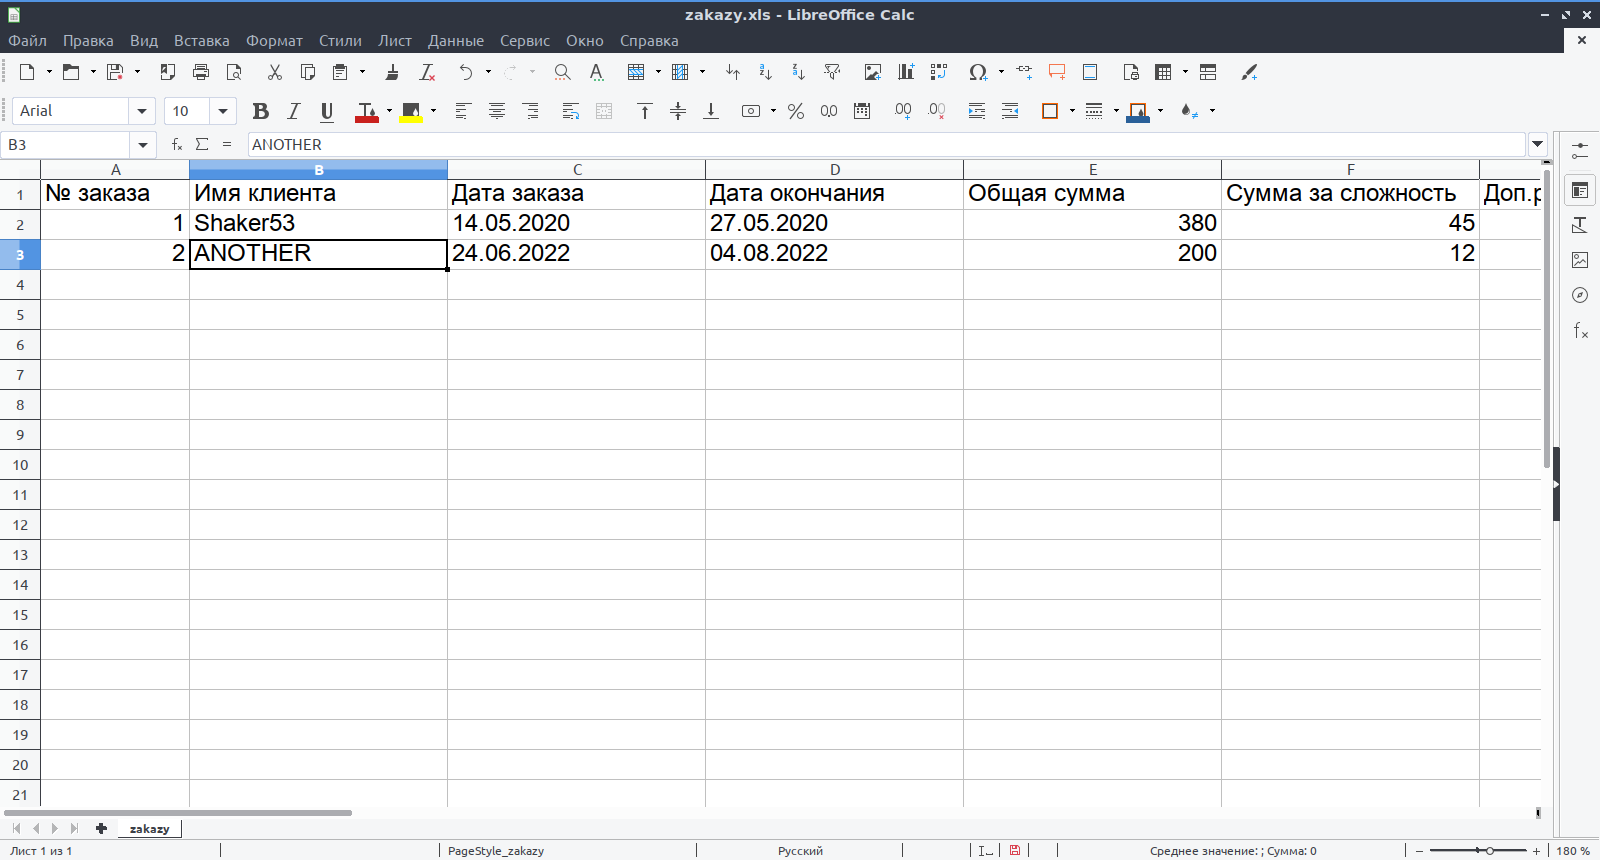 zakazy.xls - LibreOffice Calc
Файл Правка Вид Вставка Формат Стили Лист Данные Сервис Окно Справка
Arial 10
B3 ANOTHER
A B C D E F
1 № заказа Имя клиента Дата заказа Дата окончания Общая сумма Сумма за сложность Доп.р
2 1 Shaker53 14.05.2020 27.05.2020 380 45
3 2 ANOTHER 24.06.2022 04.08.2022 200 12
4
5
6
7
8
9
10
11
12
13
14
15
16
17
18
19
20
21
zakazy
Лист 1 из 1 PageStyle_zakazy Русский Среднее значение: ; Сумма: 0 180 %